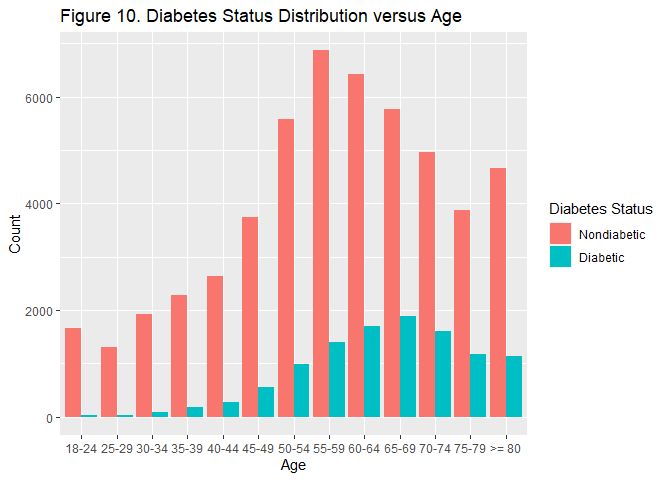 Figure 10. Diabetes Status Distribution versus Age
6000
4000
2000
0
Count
18-24 25-29 30-34 35-39 40-44 45-49 50-54 55-59 60-64 65-69 70-74 75-79 >= 80
Age
Diabetes Status
Nondiabetic
Diabetic